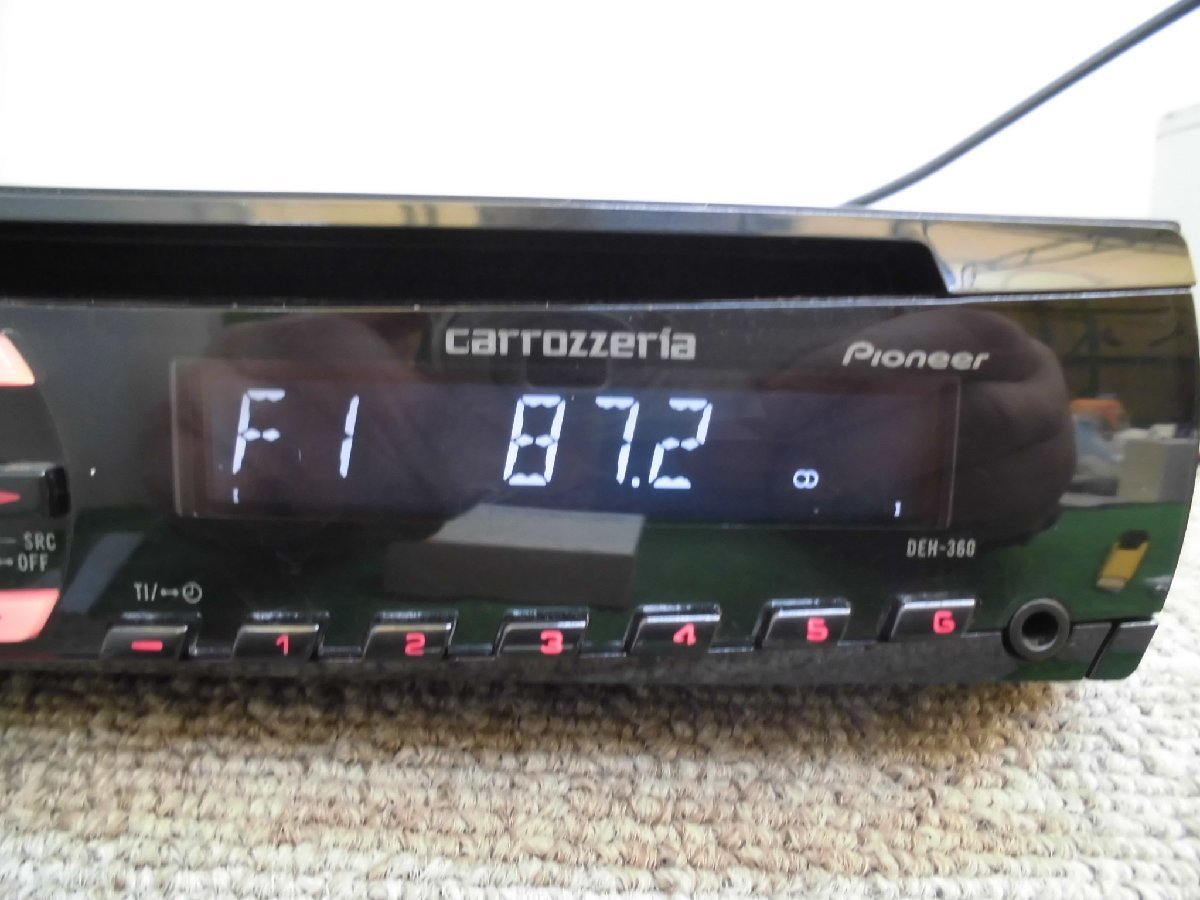 carrozzeria
Pioneer
F1 87.2
SRC
OFF
DEH-360
TI/
1 2 3 4 5 6